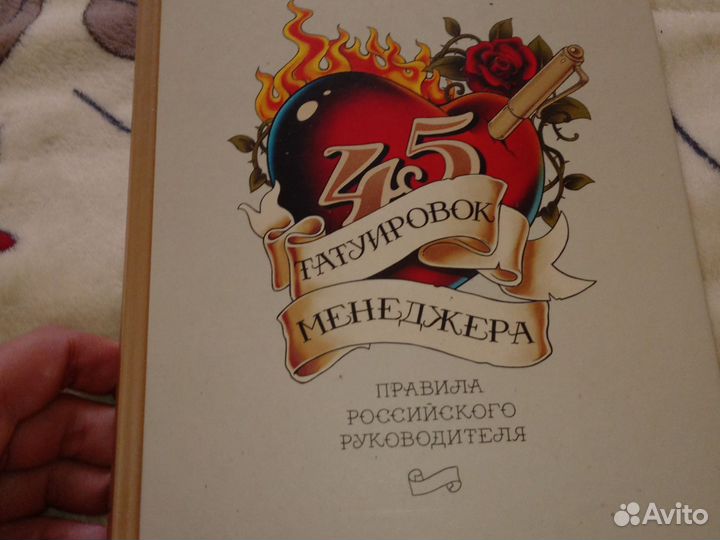 45
ТАТУИРОВОК
МЕНЕДЖЕРА
ПРАВИЛА
РОССИЙСКОГО
РУКОВОДИТЕЛЯ
Avito